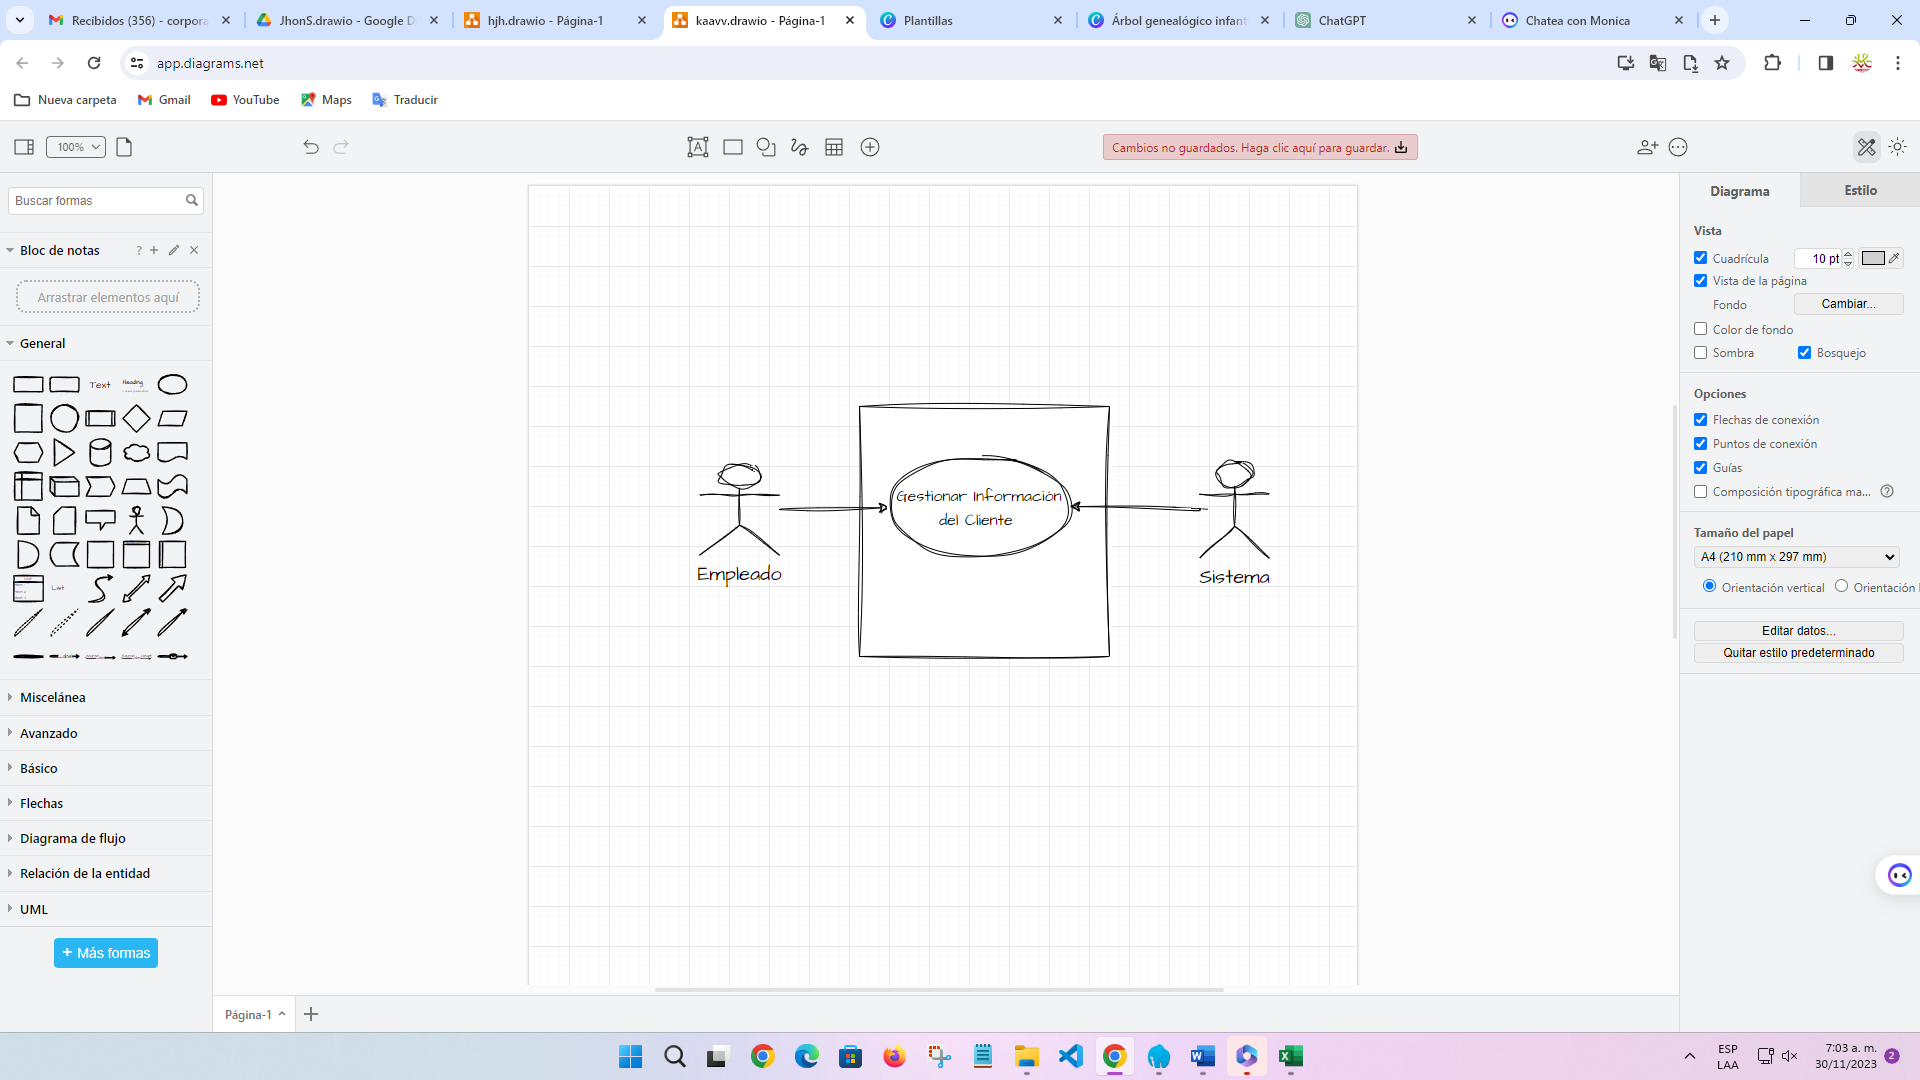 Recibidos (356) - corpora
JhonS.drawio - Google D
hjh.drawio - Página-1
kaavv.drawio - Página-1
Plantillas
Árbol genealógico infant
ChatGPT
Chatea con Monica
app.diagrams.net
Nueva carpeta
Gmail
YouTube
Maps
Traducir
100%
Cambios no guardados. Haga clic aquí para guardar.
Buscar formas
Bloc de notas
?
Arrastrar elementos aquí
General
Text
Heading
List
Misceláneа
Avanzado
Básico
Flechas
Diagrama de flujo
Relación de la entidad
UML
+ Más formas
Empleado
Gestionar Información
del Cliente
Sistema
Diagrama
Estilo
Vista
Cuadrícula
10 pt
Vista de la página
Fondo
Cambiar...
Color de fondo
Sombra
Bosquejo
Opciones
Flechas de conexión
Puntos de conexión
Guías
Composición tipográfica ma...
Tamaño del papel
A4 (210 mm x 297 mm)
Orientación vertical
Orientación
Editar datos...
Quitar estilo predeterminado
Página-1
ESP
LAA
7:03 a. m.
30/11/2023
2